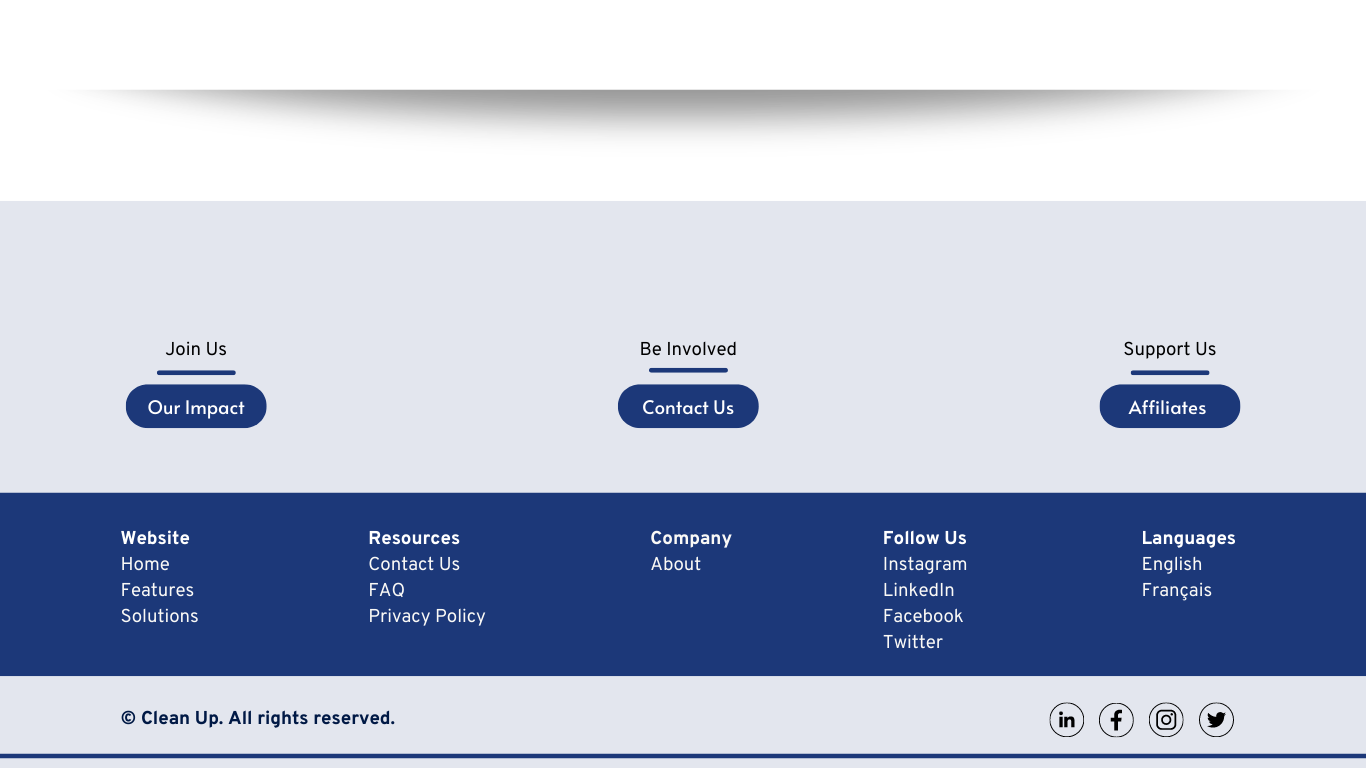 Join Us
Our Impact
Be Involved
Contact Us
Support Us
Affiliates
Website
Home
Features
Solutions
Resources
Contact Us
FAQ
Privacy Policy
Company
About
Follow Us
Instagram
LinkedIn
Facebook
Twitter
Languages
English
Français
© Clean Up. All rights reserved.
in
f